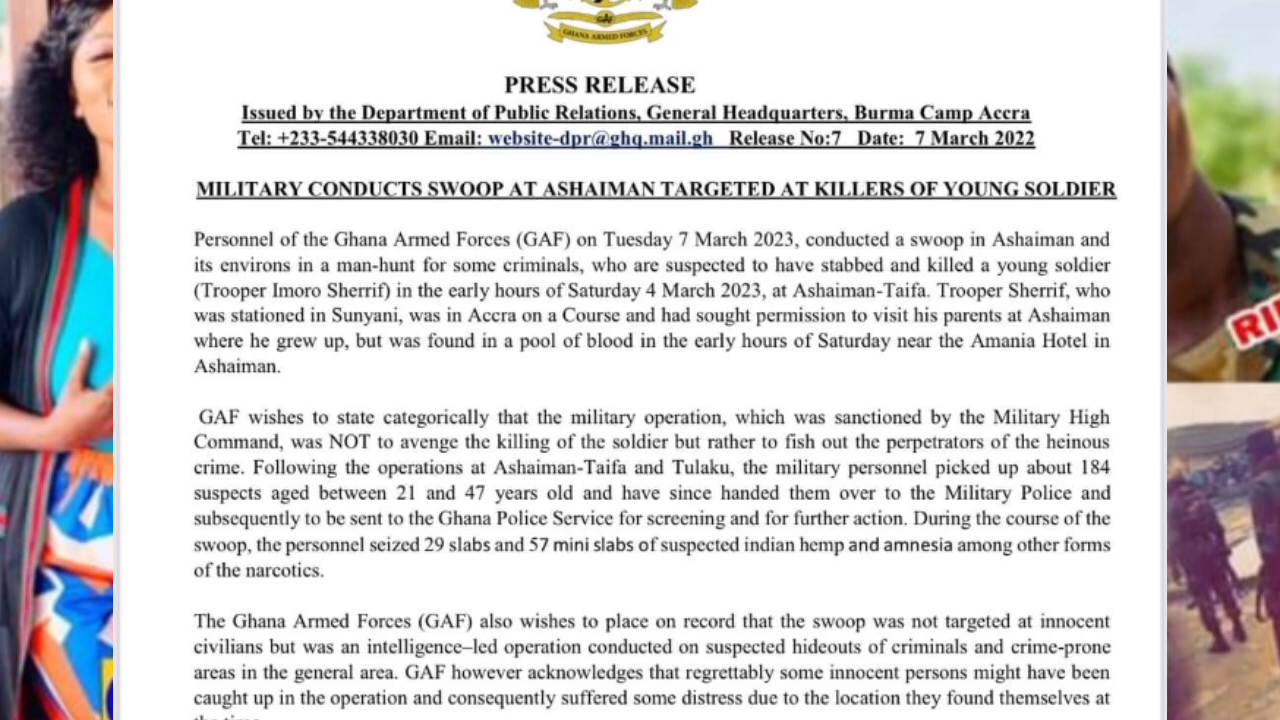 GAF
GHANA ARMED FORCES
PRESS RELEASE
Issued by the Department of Public Relations, General Headquarters, Burma Camp Accra
Tel: +233-544338030 Email: website-dpr@ghq.mail.gh Release No:7 Date: 7 March 2022
MILITARY CONDUCTS SWOOP AT ASHAIMAN TARGETED AT KILLERS OF YOUNG SOLDIER
Personnel of the Ghana Armed Forces (GAF) on Tuesday 7 March 2023, conducted a swoop in Ashaiman and
its environs in a man-hunt for some criminals, who are suspected to have stabbed and killed a young soldier
(Trooper Imoro Sherrif) in the early hours of Saturday 4 March 2023, at Ashaiman-Taifa. Trooper Sherrif, who
was stationed in Sunyani, was in Accra on a Course and had sought permission to visit his parents at Ashaiman
where he grew up, but was found in a pool of blood in the early hours of Saturday near the Amania Hotel in
Ashaiman.
GAF wishes to state categorically that the military operation, which was sanctioned by the Military High
Command, was NOT to avenge the killing of the soldier but rather to fish out the perpetrators of the heinous
crime. Following the operations at Ashaiman-Taifa and Tulaku, the military personnel picked up about 184
suspects aged between 21 and 47 years old and have since handed them over to the Military Police and
subsequently to be sent to the Ghana Police Service for screening and for further action. During the course of the
swoop, the personnel seized 29 slabs and 57 mini slabs of suspected indian hemp and amnesia among other forms
of the narcotics.
The Ghana Armed Forces (GAF) also wishes to place on record that the swoop was not targeted at innocent
civilians but was an intelligence–led operation conducted on suspected hideouts of criminals and crime-prone
areas in the general area. GAF however acknowledges that regrettably some innocent persons might have been
caught up in the operation and consequently suffered some distress due to the location they found themselves at
RI